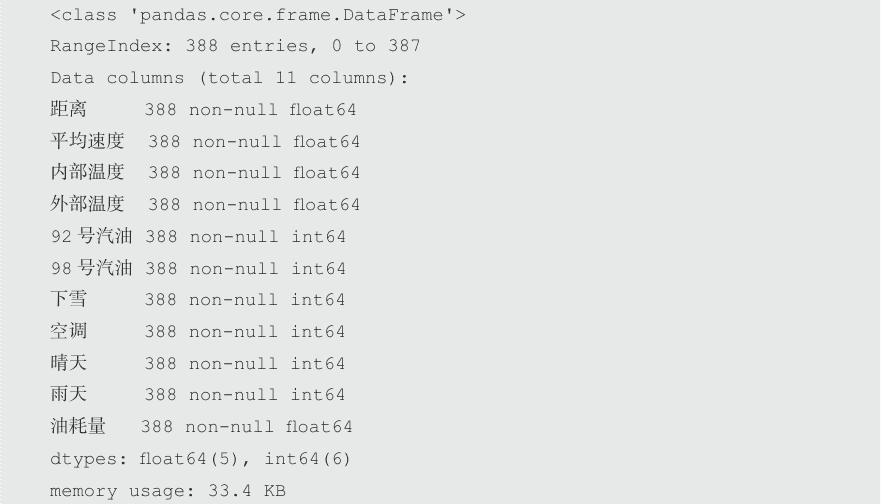 <class 'pandas.core.frame.DataFrame'>
RangeIndex: 388 entries, 0 to 387
Data columns (total 11 columns):
距离 388 non-null float64
平均速度 388 non-null float64
内部温度 388 non-null float64
外部温度 388 non-null float64
92 号汽油 388 non-null int64
98 号汽油 388 non-null int64
下雪 388 non-null int64
空调 388 non-null int64
晴天 388 non-null int64
雨天 388 non-null int64
油耗量 388 non-null float64
dtypes: float64(5), int64(6)
memory usage: 33.4 KB